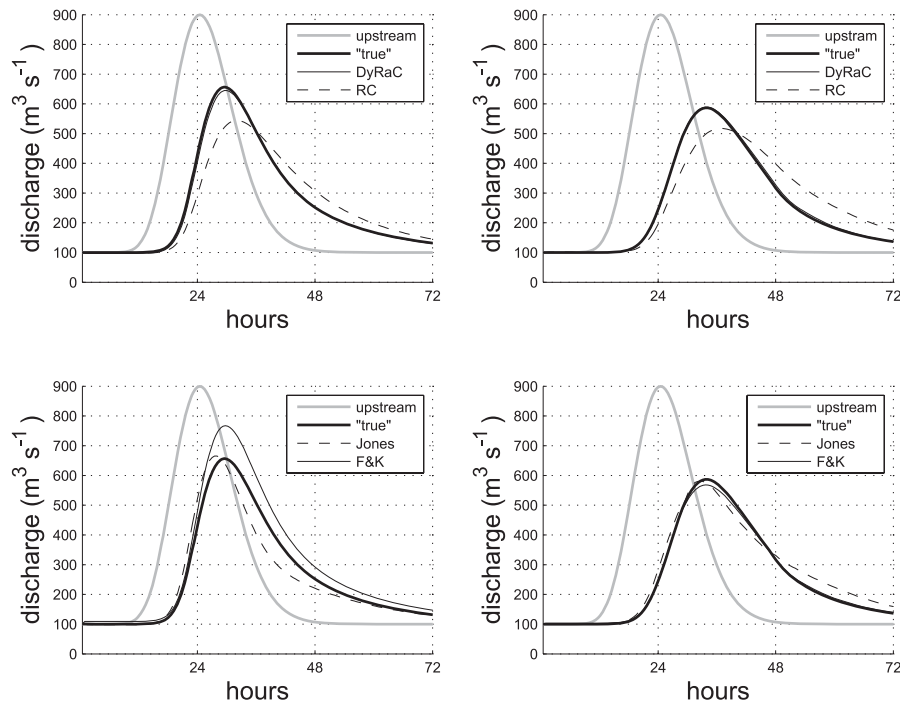 900
800
700
600
500
400
300
200
100
0
24
48
72
discharge (m³ s⁻¹)
hours
upstream
"true"
DyRaC
RC
900
800
700
600
500
400
300
200
100
0
24
48
72
discharge (m³ s⁻¹)
hours
upstream
"true"
DyRaC
RC
900
800
700
600
500
400
300
200
100
0
24
48
72
discharge (m³ s⁻¹)
hours
upstream
"true"
Jones
F&K
900
800
700
600
500
400
300
200
100
0
24
48
72
discharge (m³ s⁻¹)
hours
upstream
"true"
Jones
F&K